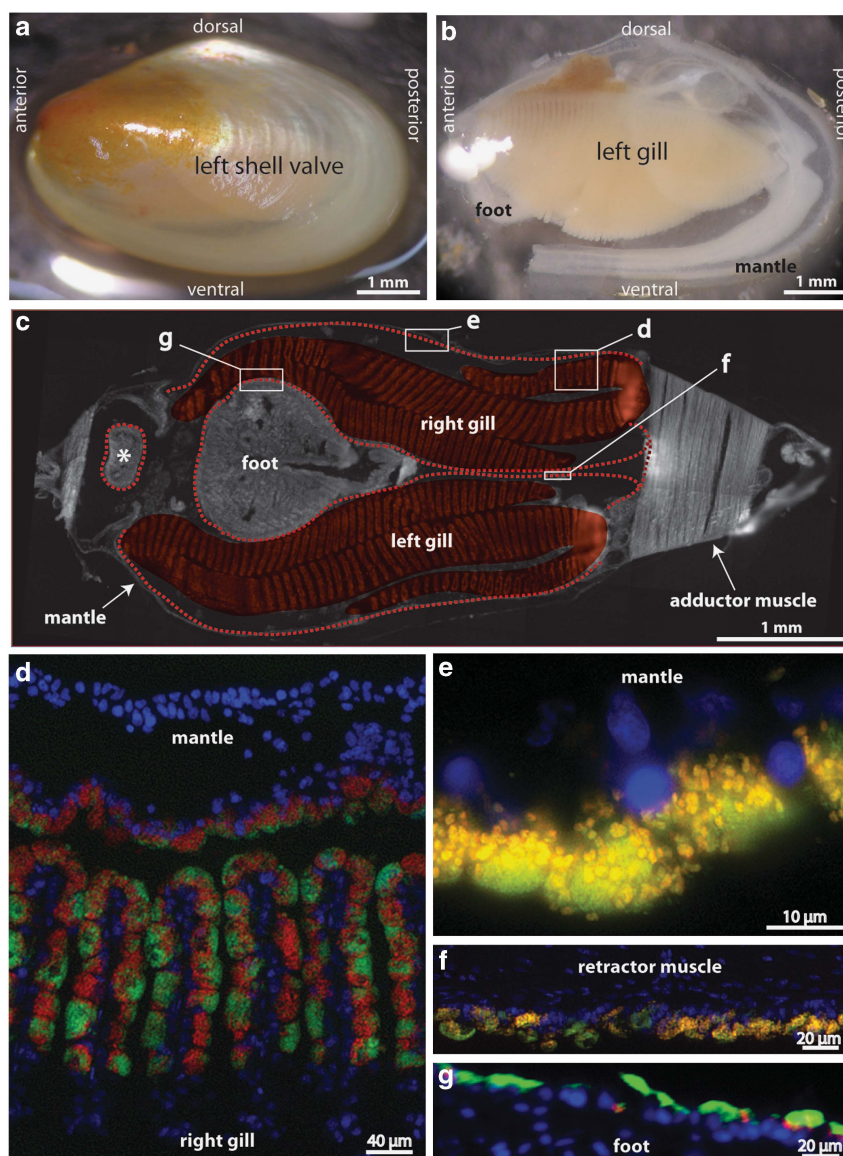 a
dorsal
anterior
posterior
left shell valve
ventral
1 mm
b
dorsal
anterior
posterior
left gill
foot
mantle
ventral
1 mm
c
g
e
d
f
right gill
*
foot
left gill
mantle
adductor muscle
1 mm
d
mantle
right gill
40 µm
e
mantle
10 µm
f
retractor muscle
20 µm
g
foot
20 µm